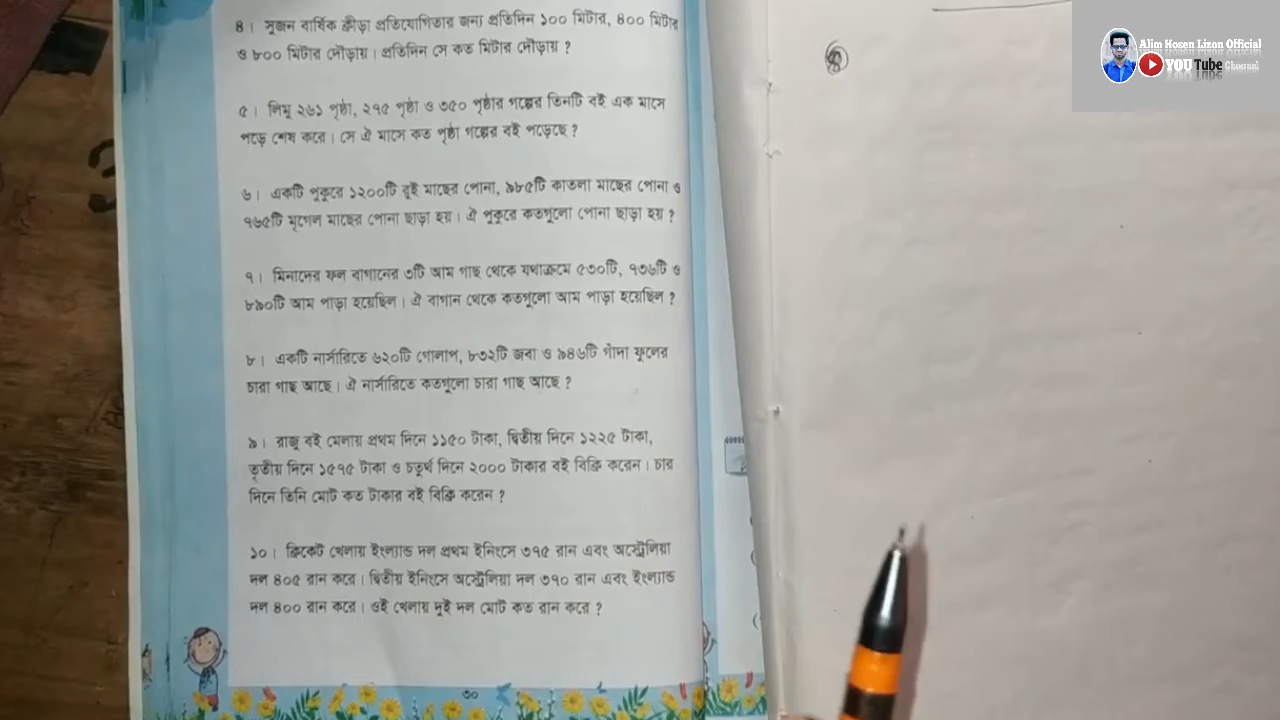 ৪। সুজন বার্ষিক ক্রীড়া প্রতিযোগিতার জন্য প্রতিদিন ১০০ মিটার, ৪০০ মিটার
ও ৮০০ মিটার দৌড়ায়। প্রতিদিন সে কত মিটার দৌড়ায় ?
৫। লিমু ২৬১ পৃষ্ঠা, ২৭৫ পৃষ্ঠা ও ৩৫০ পৃষ্ঠার গল্পের তিনটি বই এক মাসে
পড়ে শেষ করে। সে ঐ মাসে কত পৃষ্ঠা গল্পের বই পড়েছে ?
৬। একটি পুকুরে ১২০০টি রুই মাছের পোনা, ৯৮৫টি কাতলা মাছের পোনা ও
৭৬৫টি মৃগেল মাছের পোনা ছাড়া হয়। ঐ পুকুরে কতগুলো পোনা ছাড়া হয় ?
৭। মিনাদের ফল বাগানের ৩টি আম গাছ থেকে যথাক্রমে ৫৩০টি, ৭৩৬টি ও
৮৯০টি আম পাড়া হয়েছিল। ঐ বাগান থেকে কতগুলো আম পাড়া হয়েছিল ?
৮। একটি নার্সারিতে ৬২০টি গোলাপ, ৮৩২টি জবা ও ৯৪৬টি গাঁদা ফুলের
চারা গাছ আছে। ঐ নার্সারিতে কতগুলো চারা গাছ আছে ?
৯। রাজু বই মেলায় প্রথম দিনে ১১৫০ টাকা, দ্বিতীয় দিনে ১২২৫ টাকা,
তৃতীয় দিনে ১৫৭৫ টাকা ও চতুর্থ দিনে ২০০০ টাকার বই বিক্রি করেন। চার
দিনে তিনি মোট কত টাকার বই বিক্রি করেন ?
১০। ক্রিকেট খেলায় ইংল্যান্ড দল প্রথম ইনিংসে ৩৭৫ রান এবং অস্ট্রেলিয়া
দল ৪০৫ রান করে। দ্বিতীয় ইনিংসে অস্ট্রেলিয়া দল ৩৭০ রান এবং ইংল্যান্ড
দল ৪০০ রান করে। ওই খেলায় দুই দল মোট কত রান করে ?
৩০
Alim Hosen Lizon Official
YOU Tube Channel